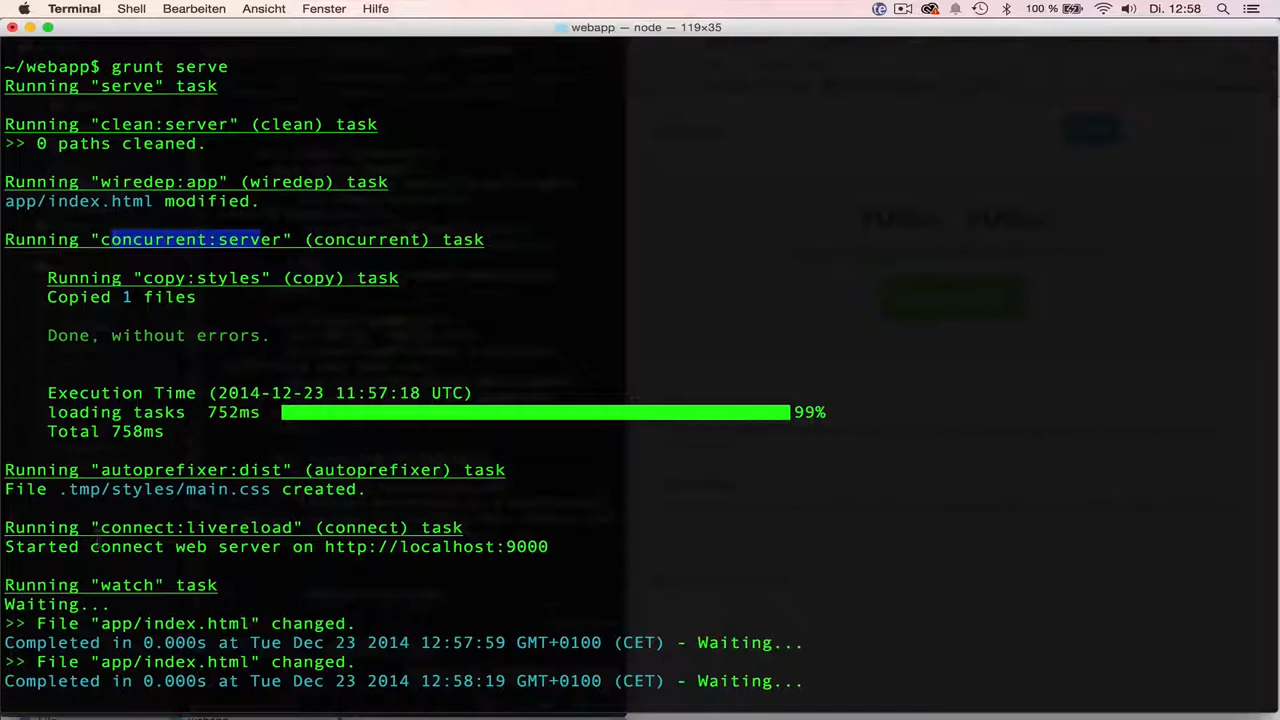 Terminal Shell Bearbeiten Ansicht Fenster Hilfe 100 % Di. 12:58
webapp — node — 119×35
~/webapp$ grunt serve
Running "serve" task
Running "clean:server" (clean) task
>> 0 paths cleaned.
Running "wiredep:app" (wiredep) task
app/index.html modified.
Running "concurrent:server" (concurrent) task
Running "copy:styles" (copy) task
Copied 1 files
Done, without errors.
Execution Time (2014-12-23 11:57:18 UTC)
loading tasks 752ms 99%
Total 758ms
Running "autoprefixer:dist" (autoprefixer) task
File .tmp/styles/main.css created.
Running "connect:livereload" (connect) task
Started connect web server on http://localhost:9000
Running "watch" task
Waiting...
>> File "app/index.html" changed.
Completed in 0.000s at Tue Dec 23 2014 12:57:59 GMT+0100 (CET) - Waiting...
>> File "app/index.html" changed.
Completed in 0.000s at Tue Dec 23 2014 12:58:19 GMT+0100 (CET) - Waiting...